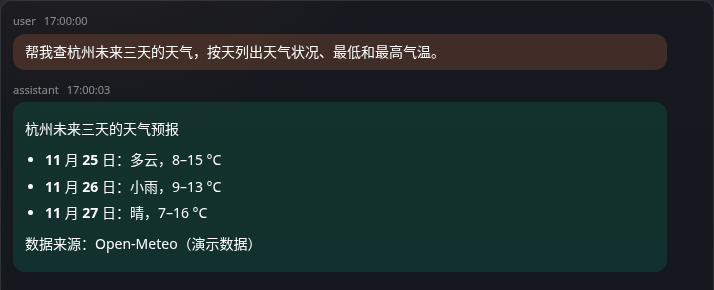 user 17:00:00
帮我查杭州未来三天的天气，按天列出天气状况、最低和最高气温。
assistant 17:00:03
杭州未来三天的天气预报
• 11 月 25 日：多云，8–15 °C
• 11 月 26 日：小雨，9–13 °C
• 11 月 27 日：晴，7–16 °C
数据来源：Open-Meteo（演示数据）